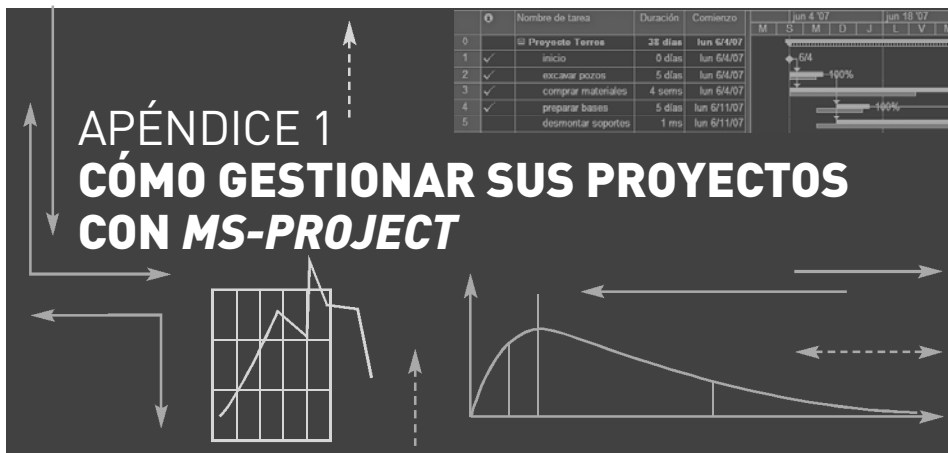 Nombre de tarea Duración Comienzo jun 4 '07 jun 18 '07
M S M D J L V
0 Proyecto Torres 38 días lun 6/4/07
1 inicio 0 días lun 6/4/07 6/4
2 excavar pozos 5 días lun 6/4/07 100%
3 comprar materiales 4 sems lun 6/4/07
4 preparar bases 5 días lun 6/11/07 100%
5 desmontar soportes 1 ms lun 6/11/07
APÉNDICE 1
CÓMO GESTIONAR SUS PROYECTOS
CON MS-PROJECT